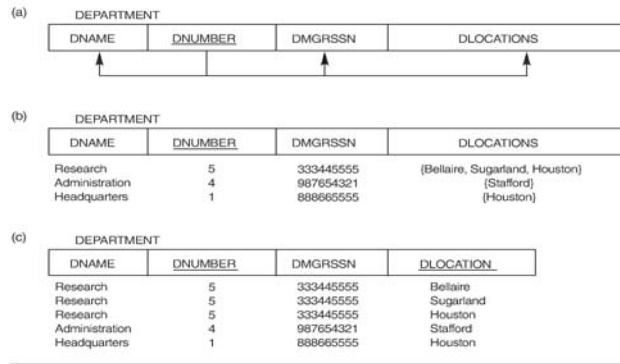 (a)
DEPARTMENT
DNAME DNUMBER DMGRSSN DLOCATIONS
(b)
DEPARTMENT
DNAME DNUMBER DMGRSSN DLOCATIONS
Research 5 333445555 {Bellaire, Sugarland, Houston}
Administration 4 987654321 {Stafford}
Headquarters 1 888665555 {Houston}
(c)
DEPARTMENT
DNAME DNUMBER DMGRSSN DLOCATION
Research 5 333445555 Bellaire
Research 5 333445555 Sugarland
Research 5 333445555 Houston
Administration 4 987654321 Stafford
Headquarters 1 888665555 Houston